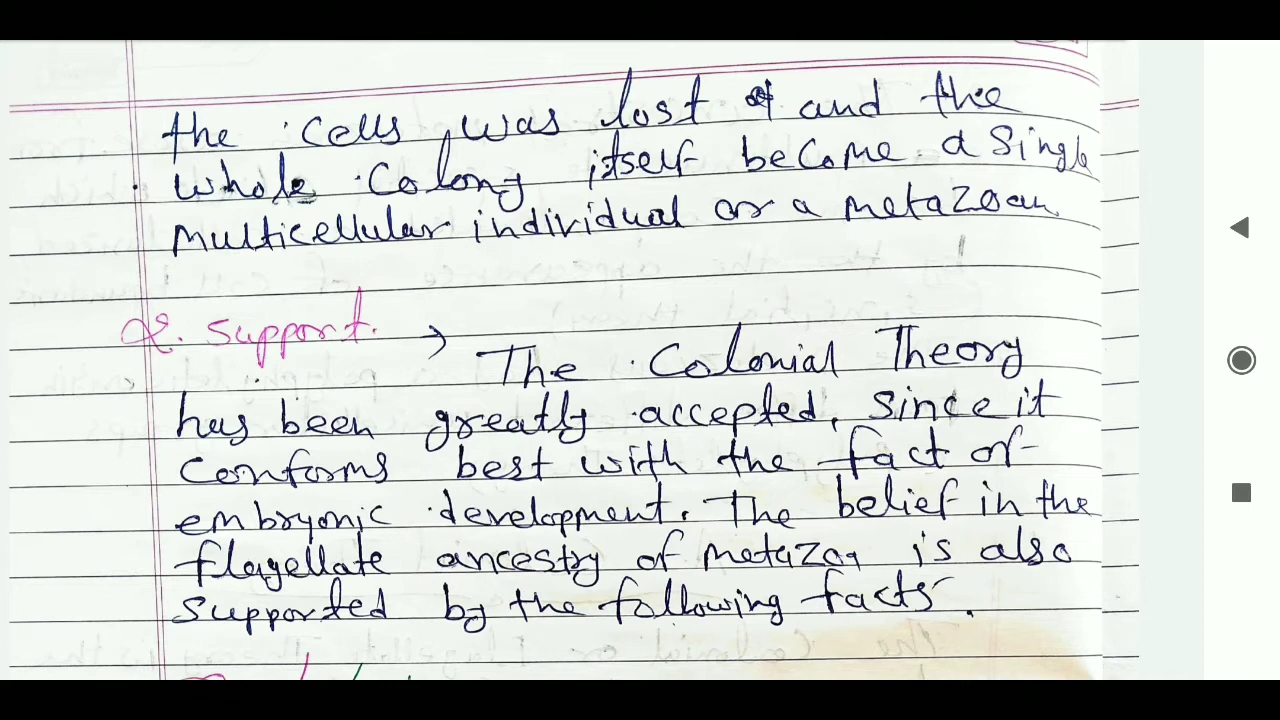 the cells was lost and the
whole colony itself become a single
multicellular individual or a metazoan.
Support. →
The Colonial Theory
has been greatly accepted, since it
conforms best with the fact of
embryonic development. The belief in the
flagellate ancestry of metazoa is also
supported by the following facts.